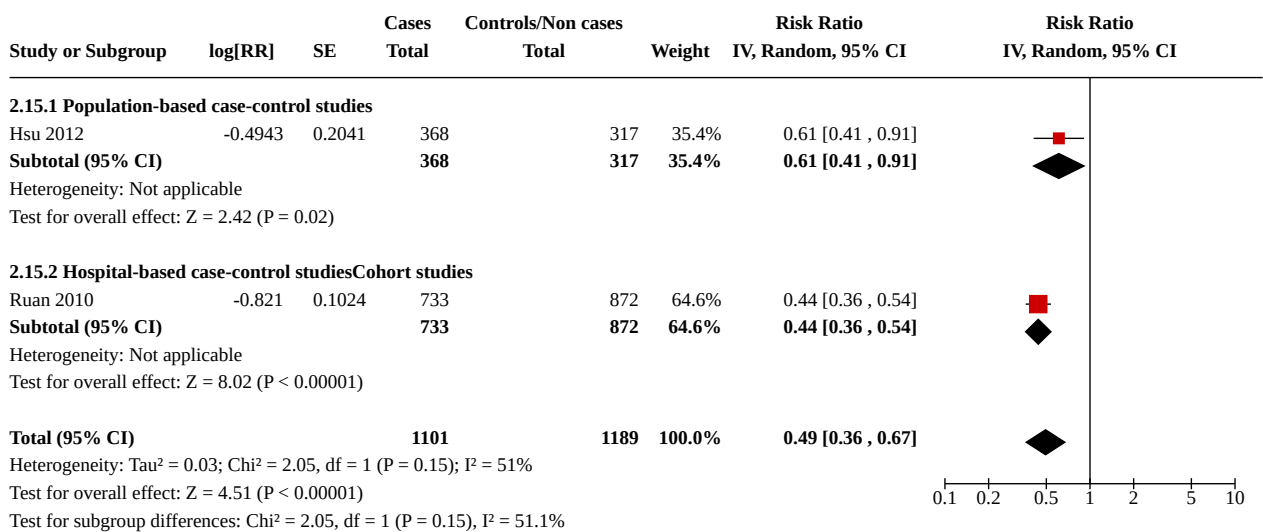 Cases Controls/Non cases Risk Ratio Risk Ratio
Study or Subgroup log[RR] SE Total Total Weight IV, Random, 95% CI IV, Random, 95% CI
2.15.1 Population-based case-control studies
Hsu 2012 -0.4943 0.2041 368 317 35.4% 0.61 [0.41 , 0.91]
Subtotal (95% CI) 368 317 35.4% 0.61 [0.41 , 0.91]
Heterogeneity: Not applicable
Test for overall effect: Z = 2.42 (P = 0.02)
2.15.2 Hospital-based case-control studiesCohort studies
Ruan 2010 -0.821 0.1024 733 872 64.6% 0.44 [0.36 , 0.54]
Subtotal (95% CI) 733 872 64.6% 0.44 [0.36 , 0.54]
Heterogeneity: Not applicable
Test for overall effect: Z = 8.02 (P < 0.00001)
Total (95% CI) 1101 1189 100.0% 0.49 [0.36 , 0.67]
Heterogeneity: Tau² = 0.03; Chi² = 2.05, df = 1 (P = 0.15); I² = 51%
Test for overall effect: Z = 4.51 (P < 0.00001)
0.1 0.2 0.5 1 2 5 10
Test for subgroup differences: Chi² = 2.05, df = 1 (P = 0.15), I² = 51.1%